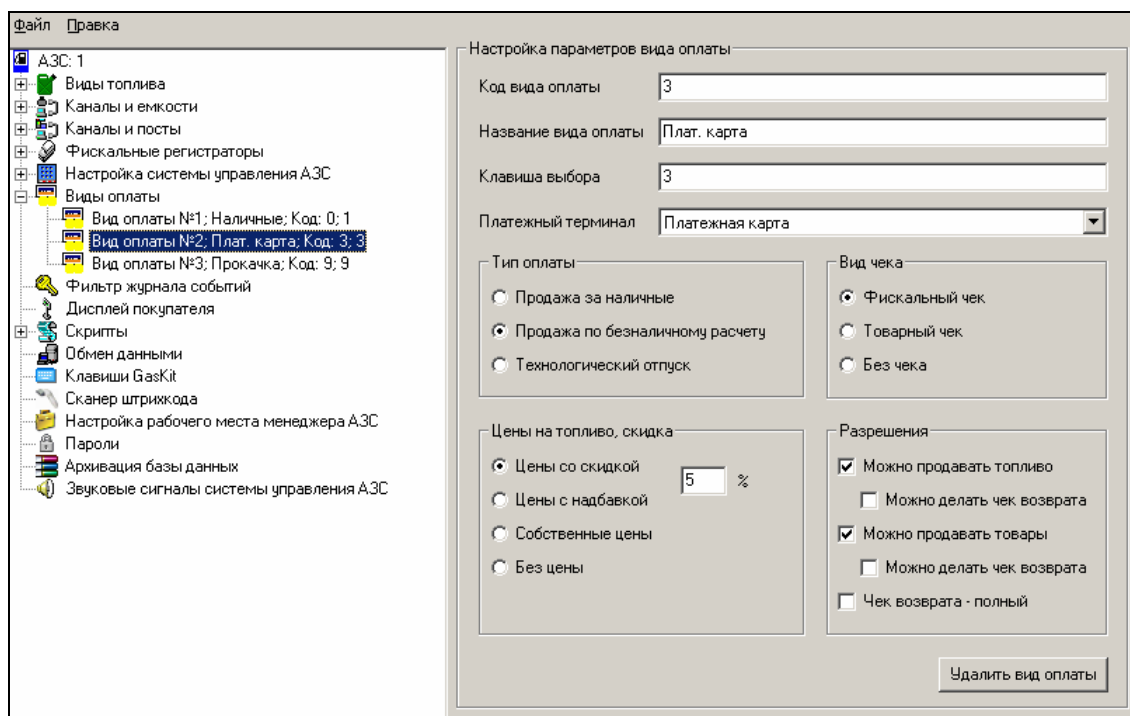 Файл Правка
АЗС: 1
Виды топлива
Каналы и емкости
Каналы и посты
Фискальные регистраторы
Настройка системы управления АЗС
Виды оплаты
Вид оплаты №1; Наличные; Код: 0; 1
Вид оплаты №2; Плат. карта; Код: 3; 3
Вид оплаты №3; Прокачка; Код: 9; 9
Фильтр журнала событий
Дисплей покупателя
Скрипты
Обмен данными
Клавиши GasKit
Сканер штрихкода
Настройка рабочего места менеджера АЗС
Пароли
Архивация базы данных
Звуковые сигналы системы управления АЗС
Настройка параметров вида оплаты
Код вида оплаты 3
Название вида оплаты Плат. карта
Клавиша выбора 3
Платежный терминал Платежная карта
Тип оплаты
Продажа за наличные
Продажа по безналичному расчету
Технологический отпуск
Вид чека
Фискальный чек
Товарный чек
Без чека
Цены на топливо, скидка
Цены со скидкой 5 %
Цены с надбавкой
Собственные цены
Без цены
Разрешения
Можно продавать топливо
Можно делать чек возврата
Можно продавать товары
Можно делать чек возврата
Чек возврата - полный
Удалить вид оплаты